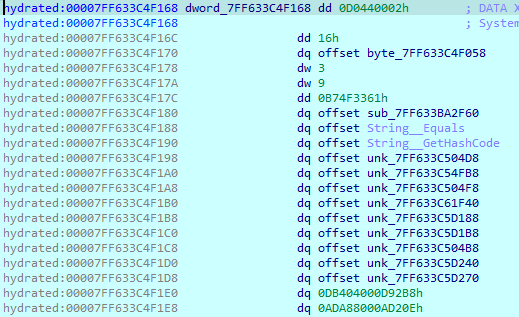 hydrated:00007FF633C4F168 dword_7FF633C4F168 dd 0D0440002h ; DATA X
hydrated:00007FF633C4F168 ; System
hydrated:00007FF633C4F16C dd 16h
hydrated:00007FF633C4F170 dq offset byte_7FF633C4F058
hydrated:00007FF633C4F178 dw 3
hydrated:00007FF633C4F17A dw 9
hydrated:00007FF633C4F17C dd 0B74F3361h
hydrated:00007FF633C4F180 dq offset sub_7FF633BA2F60
hydrated:00007FF633C4F188 dq offset String__Equals
hydrated:00007FF633C4F190 dq offset String__GetHashCode
hydrated:00007FF633C4F198 dq offset unk_7FF633C504D8
hydrated:00007FF633C4F1A0 dq offset unk_7FF633C54FB8
hydrated:00007FF633C4F1A8 dq offset unk_7FF633C504F8
hydrated:00007FF633C4F1B0 dq offset unk_7FF633C61F40
hydrated:00007FF633C4F1B8 dq offset unk_7FF633C5D188
hydrated:00007FF633C4F1C0 dq offset unk_7FF633C5D1B8
hydrated:00007FF633C4F1C8 dq offset unk_7FF633C504B8
hydrated:00007FF633C4F1D0 dq offset unk_7FF633C5D240
hydrated:00007FF633C4F1D8 dq offset unk_7FF633C5D270
hydrated:00007FF633C4F1E0 dq 0DB404000D92B8h
hydrated:00007FF633C4F1E8 dq 0ADA88000AD20Eh